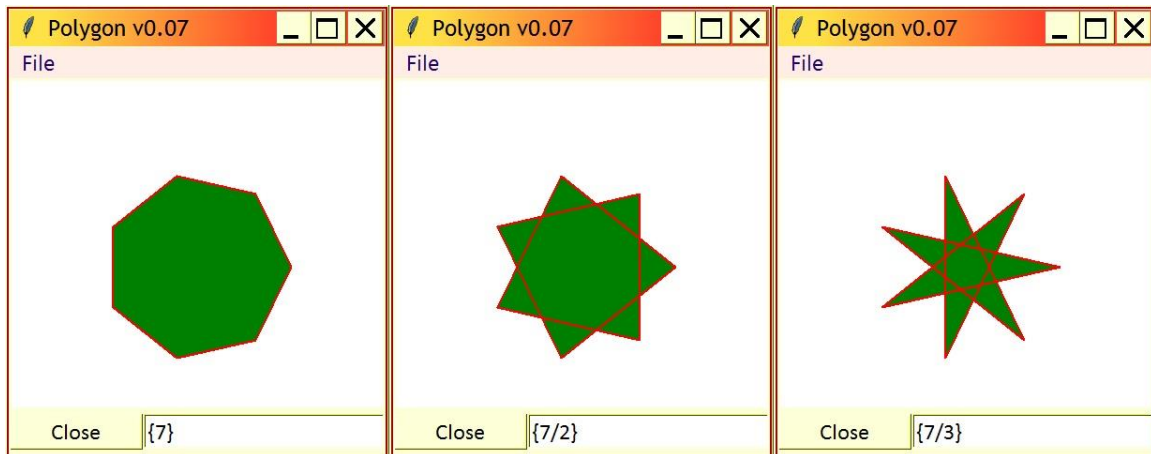 Polygon v0.07
File
Close
{7}
Polygon v0.07
File
Close
{7/2}
Polygon v0.07
File
Close
{7/3}